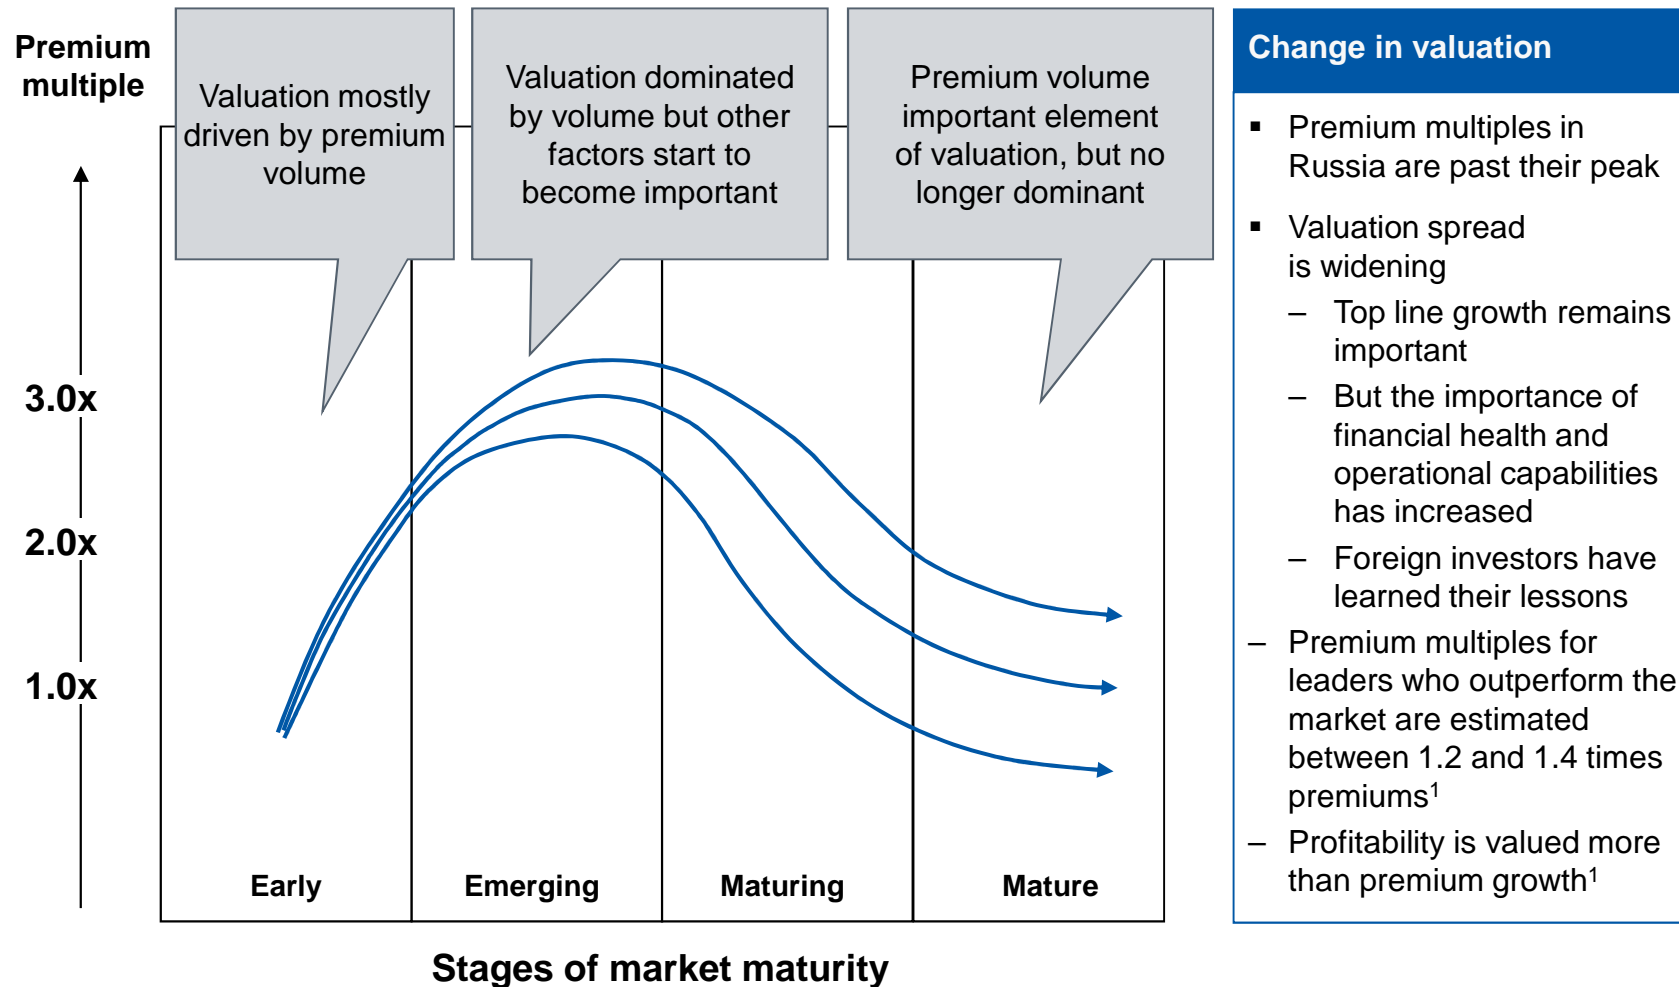 Premium
multiple
Valuation mostly
driven by premium
volume
Valuation dominated
by volume but other
factors start to
become important
Premium volume
important element
of valuation, but no
longer dominant
3.0x
2.0x
1.0x
Early
Emerging
Maturing
Mature
Stages of market maturity
Change in valuation
▪ Premium multiples in
Russia are past their peak
▪ Valuation spread
is widening
– Top line growth remains
important
– But the importance of
financial health and
operational capabilities
has increased
– Foreign investors have
learned their lessons
– Premium multiples for
leaders who outperform the
market are estimated
between 1.2 and 1.4 times
premiums¹
– Profitability is valued more
than premium growth¹